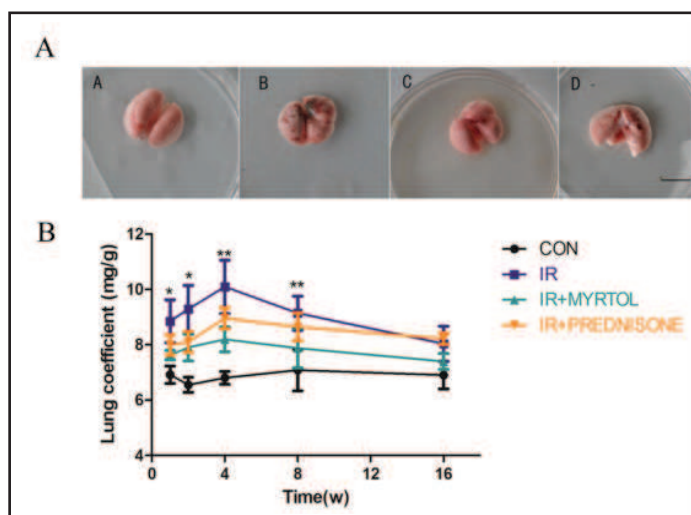 A
A B C D
B
Lung coefficient (mg/g)
12
10
8
6
4
* * ** **
0 4 8 12 16
Time(w)
CON
IR
IR+MYRTOL
IR+PREDNISONE